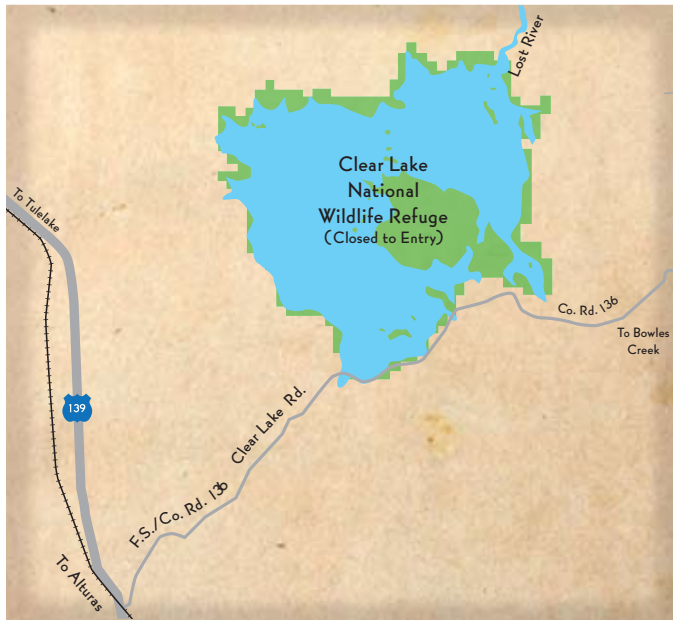 Lost River
Clear Lake
National
Wildlife Refuge
(Closed to Entry)
To Tulelake
Co. Rd. 136
To Bowles
Creek
139
Clear Lake Rd.
F.S./Co. Rd. 136
To Alturas